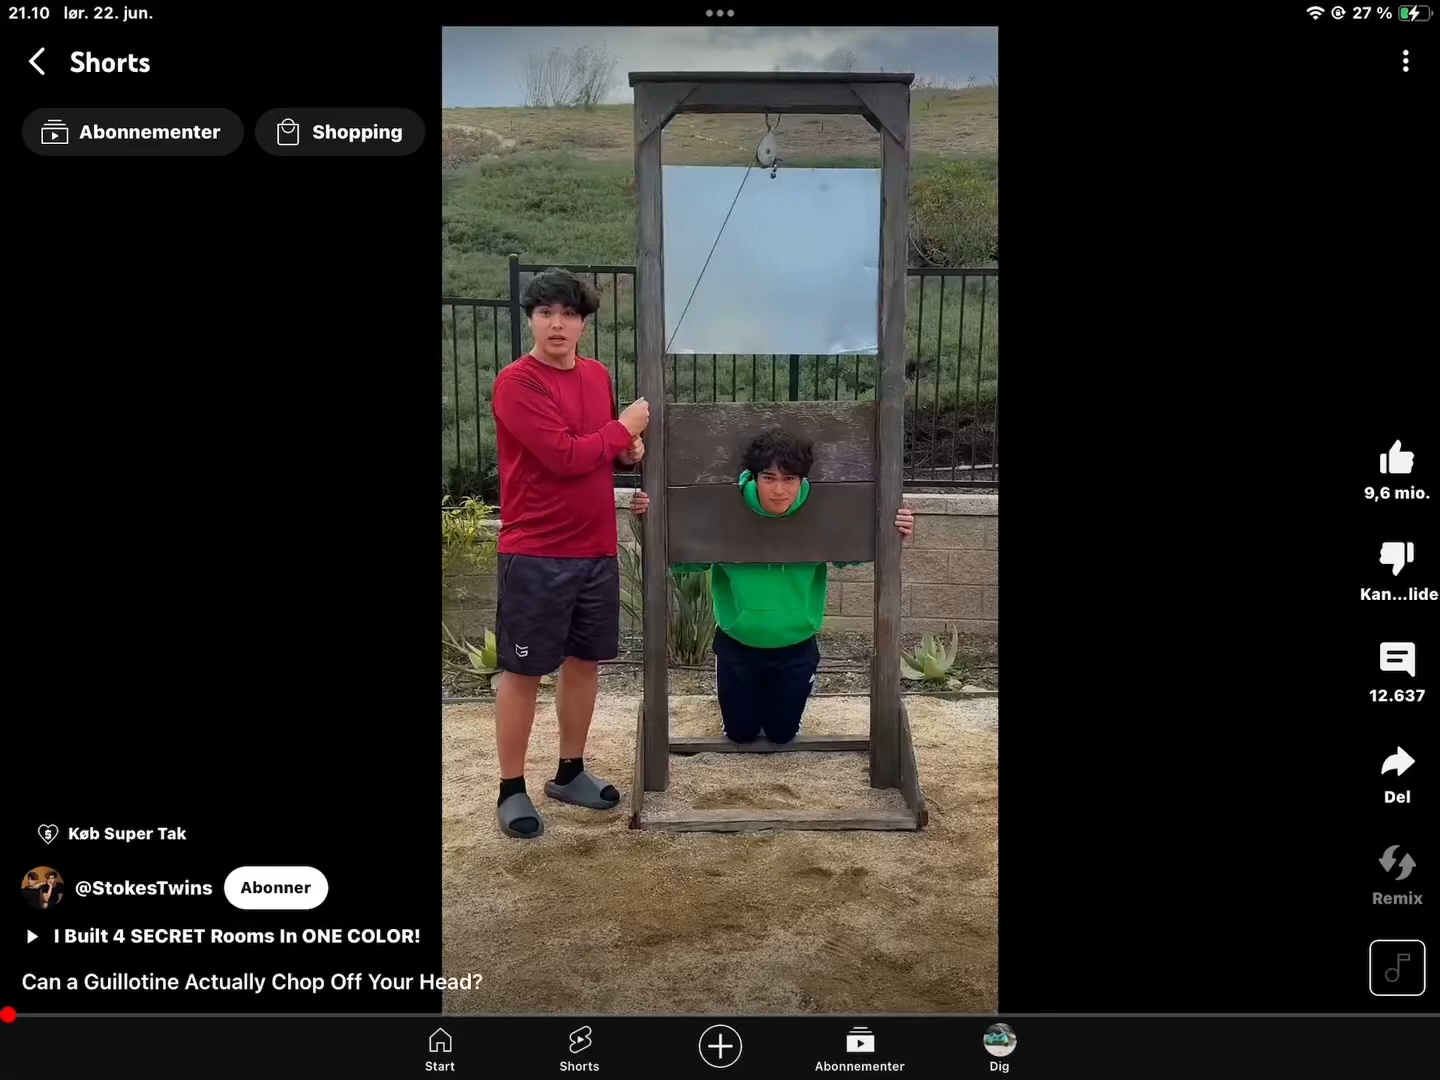 21.10 lør. 22. jun.
27 %
Shorts
Abonnementer
Shopping
9,6 mio.
Kan...lide
12.637
Del
Remix
Køb Super Tak
@StokesTwins
Abonner
I Built 4 SECRET Rooms In ONE COLOR!
Can a Guillotine Actually Chop Off Your Head?
Start
Shorts
Abonnementer
Dig